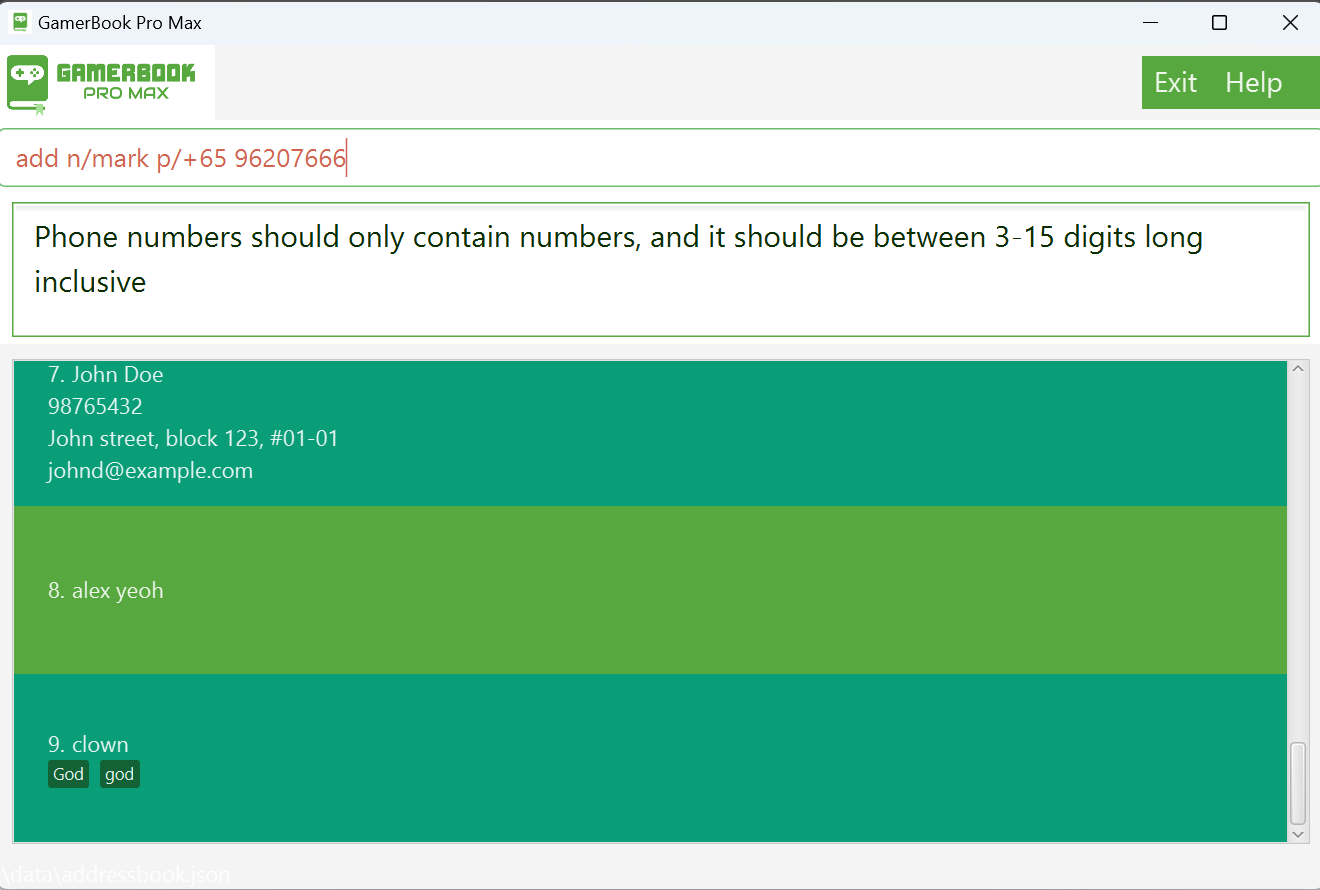 GamerBook Pro Max
GAMERBOOK
PRO MAX
Exit Help
add n/mark p/+65 96207666
Phone numbers should only contain numbers, and it should be between 3-15 digits long
inclusive
7. John Doe
98765432
John street, block 123, #01-01
johnd@example.com
8. alex yeoh
9. clown
God god
\data\addressbook.json